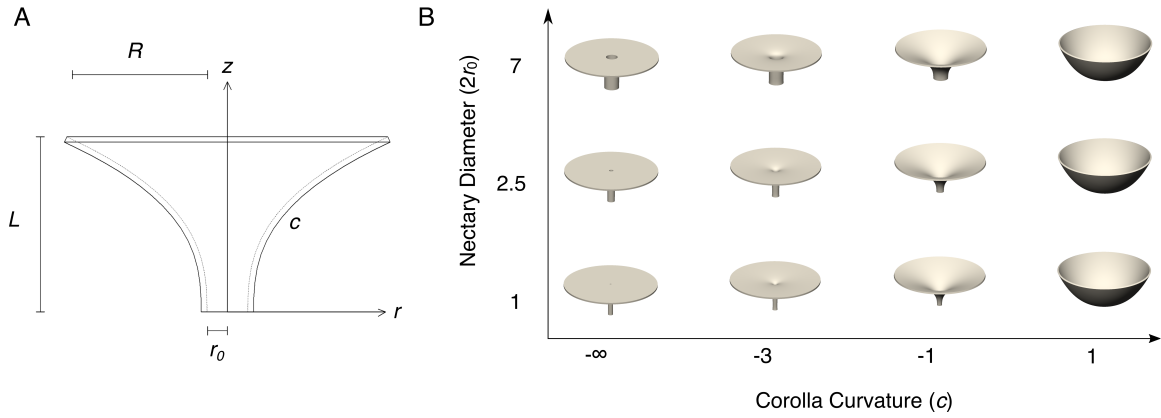 A
R
z
L
c
r
r₀
B
Nectary Diameter (2r₀)
7
2.5
1
-∞
-3
-1
1
Corolla Curvature (c)